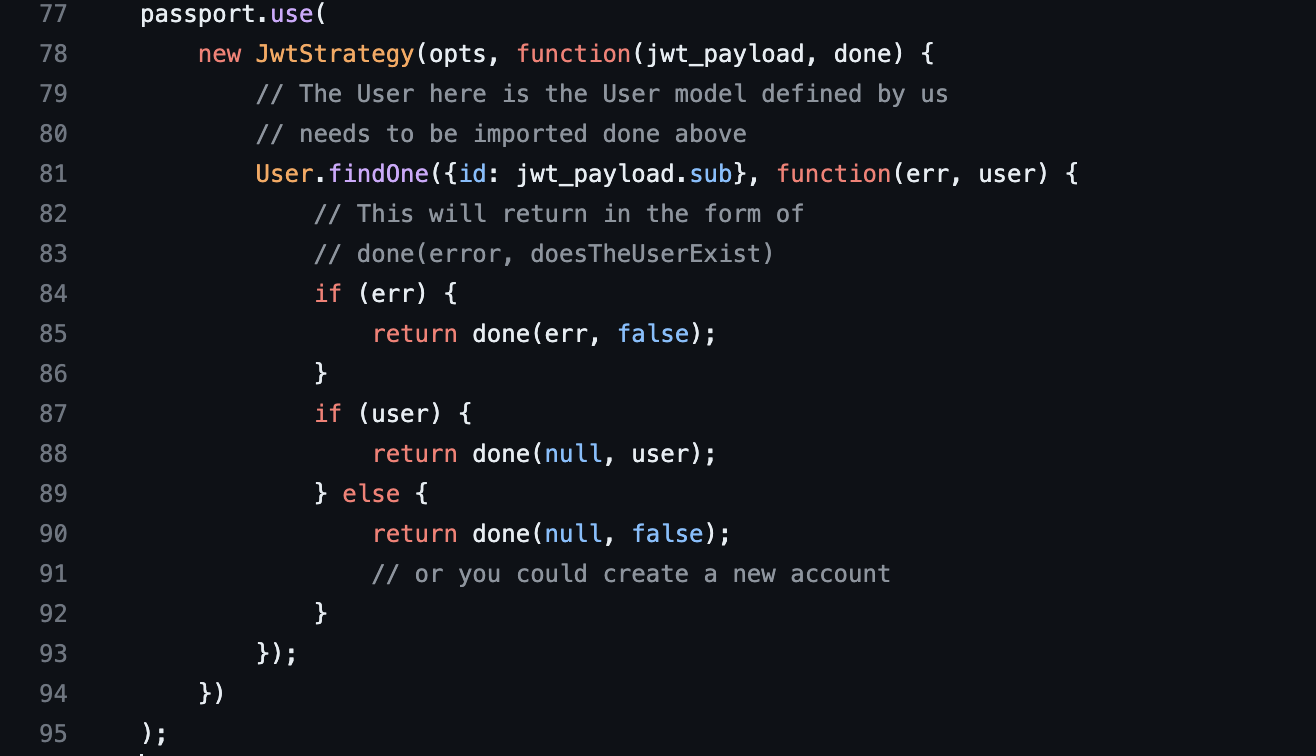 77 passport.use(
78 new JwtStrategy(opts, function(jwt_payload, done) {
79 // The User here is the User model defined by us
80 // needs to be imported done above
81 User.findOne({id: jwt_payload.sub}, function(err, user) {
82 // This will return in the form of
83 // done(error, doesTheUserExist)
84 if (err) {
85 return done(err, false);
86 }
87 if (user) {
88 return done(null, user);
89 } else {
90 return done(null, false);
91 // or you could create a new account
92 }
93 });
94 })
95 );